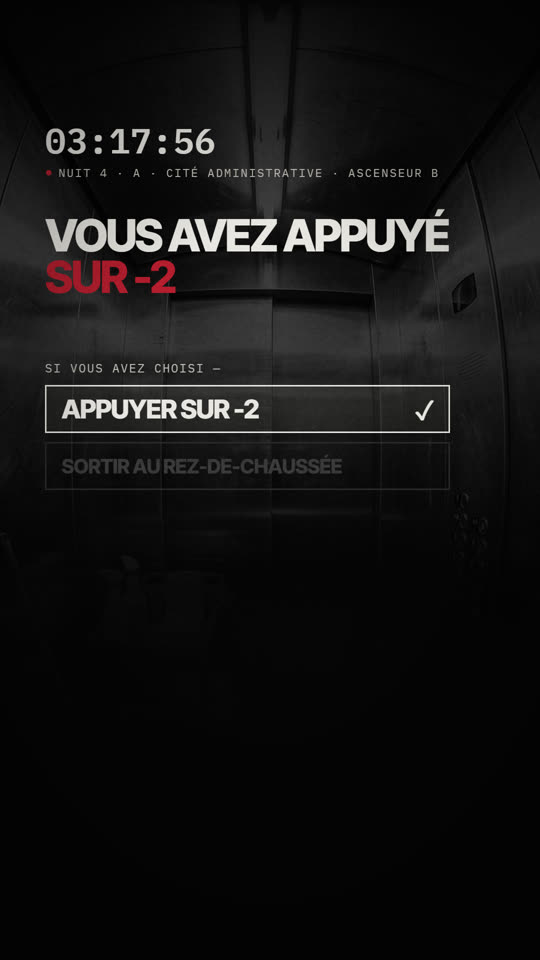 03:17:56
NUIT 4 · A · CITÉ ADMINISTRATIVE · ASCENSEUR B
VOUS AVEZ APPUYÉ
SUR -2
SI VOUS AVEZ CHOISI —
APPUYER SUR -2 ✓
SORTIR AU REZ-DE-CHAUSSÉE